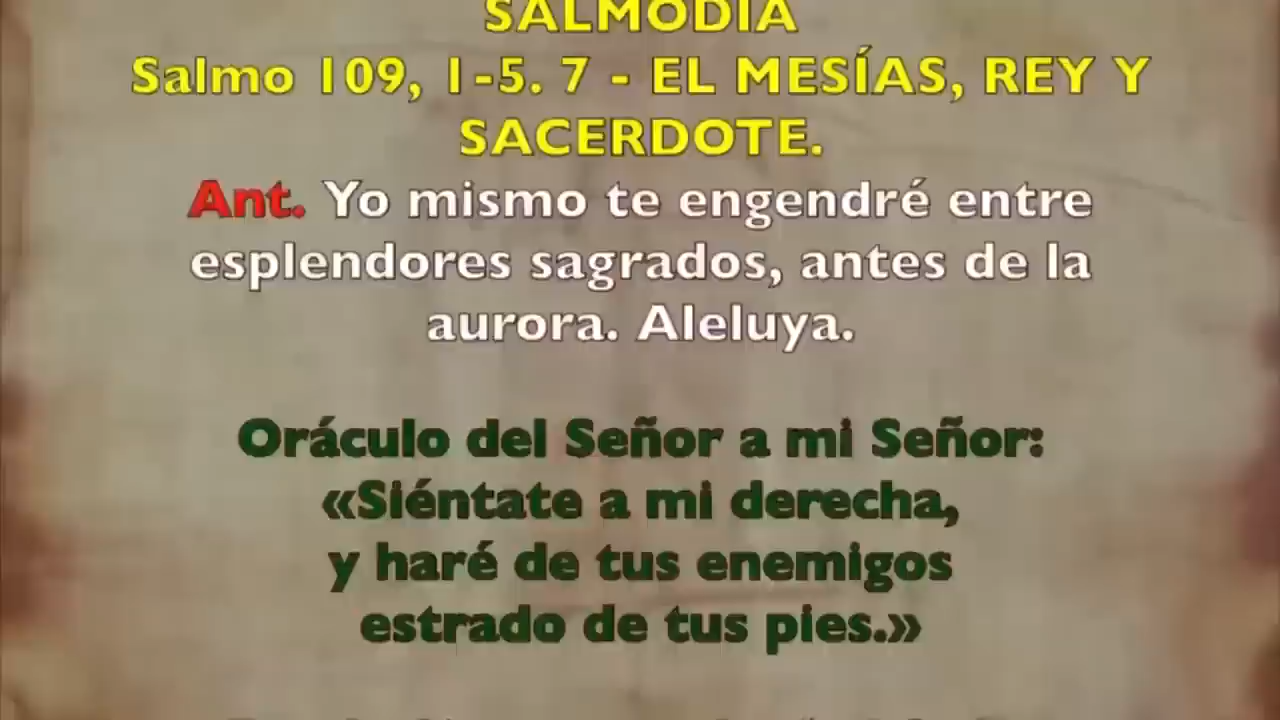 SALMODIA
Salmo 109, 1-5. 7 - EL MESÍAS, REY Y
SACERDOTE.
Ant. Yo mismo te engendré entre
esplendores sagrados, antes de la
aurora. Aleluya.
Oráculo del Señor a mi Señor:
«Siéntate a mi derecha,
y haré de tus enemigos
estrado de tus pies.»